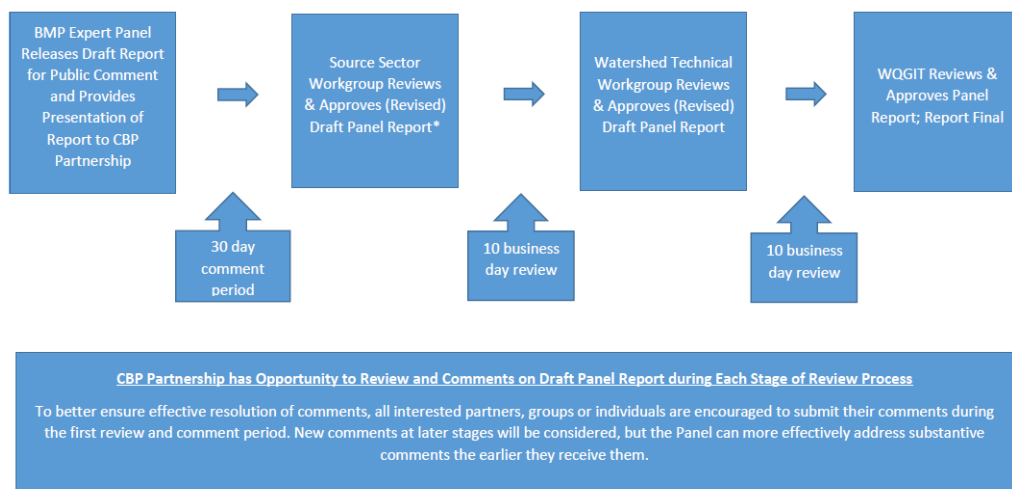 BMP Expert Panel
Releases Draft Report
for Public Comment
and Provides
Presentation of
Report to CBP
Partnership
Source Sector
Workgroup Reviews
& Approves (Revised)
Draft Panel Report*
Watershed Technical
Workgroup Reviews
& Approves (Revised)
Draft Panel Report
WQGIT Reviews &
Approves Panel
Report; Report Final
30 day
comment
period
10 business
day review
10 business
day review
CBP Partnership has Opportunity to Review and Comments on Draft Panel Report during Each Stage of Review Process
To better ensure effective resolution of comments, all interested partners, groups or individuals are encouraged to submit their comments during
the first review and comment period. New comments at later stages will be considered, but the Panel can more effectively address substantive
comments the earlier they receive them.